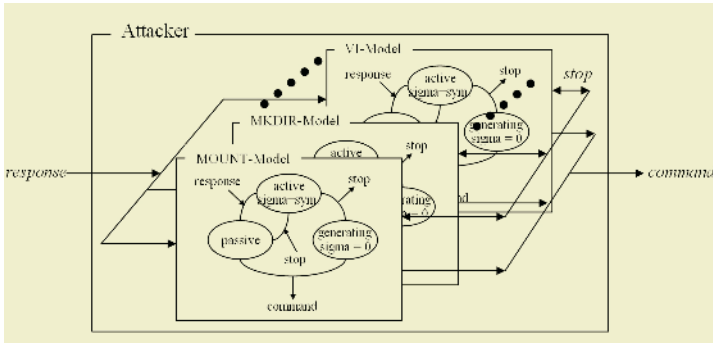 Attacker
VI-Model
response
active
sigma=sym
stop
stop
generating
sigma = 0
MKDIR-Model
active
stop
MOUNT-Model
response
response
active
sigma=sym
stop
command
passive
generating
sigma = 0
stop
command